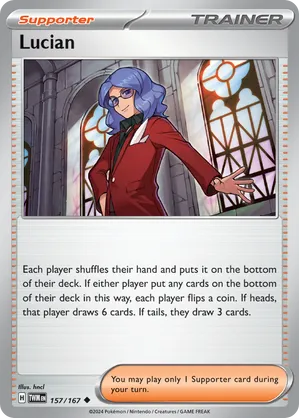 Supporter
TRAINER
Lucian
Each player shuffles their hand and puts it on the bottom
of their deck. If either player put any cards on the bottom
of their deck in this way, each player flips a coin. If heads,
that player draws 6 cards. If tails, they draw 3 cards.
Illus. hncl
H TWM EN 157/167
You may play only 1 Supporter card during
your turn.
©2024 Pokémon / Nintendo / Creatures / GAME FREAK